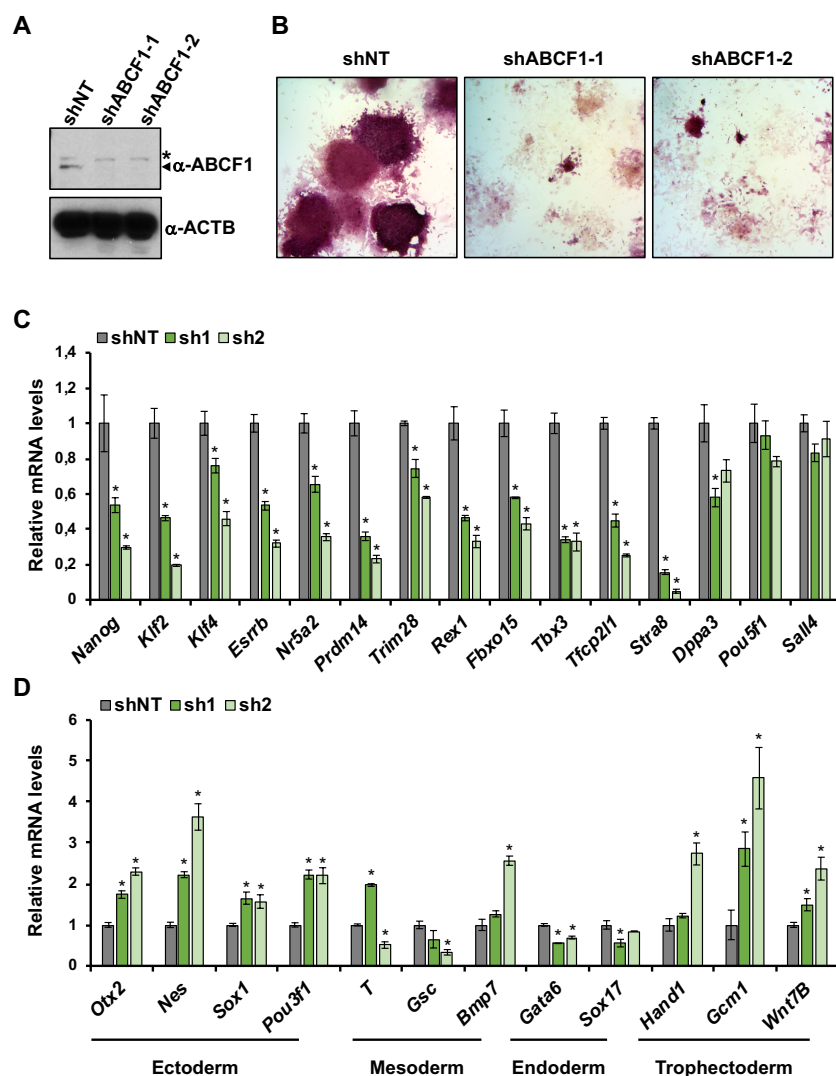 A
shNT
shABCF1-1
shABCF1-2
*
α-ABCF1
α-ACTB
B
shNT shABCF1-1 shABCF1-2
C
shNT sh1 sh2
Relative mRNA levels
1,4
1,2
1
0,8
0,6
0,4
0,2
0
* * * * * * * * * * * * * * * * * * * * * * * * *
Nanog Klf2 Klf4 Esrrb Nr5a2 Prdm14 Trim28 Rex1 Fbxo15 Tbx3 Tfcp2l1 Stra8 Dppa3 Pou5f1 Sall4
D
shNT sh1 sh2
Relative mRNA levels
6
5
4
3
2
1
0
* * * * * * * * * * * * * * * * * * *
Otx2 Nes Sox1 Pou3f1 T Gsc Bmp7 Gata6 Sox17 Hand1 Gcm1 Wnt7B
Ectoderm Mesoderm Endoderm Trophectoderm